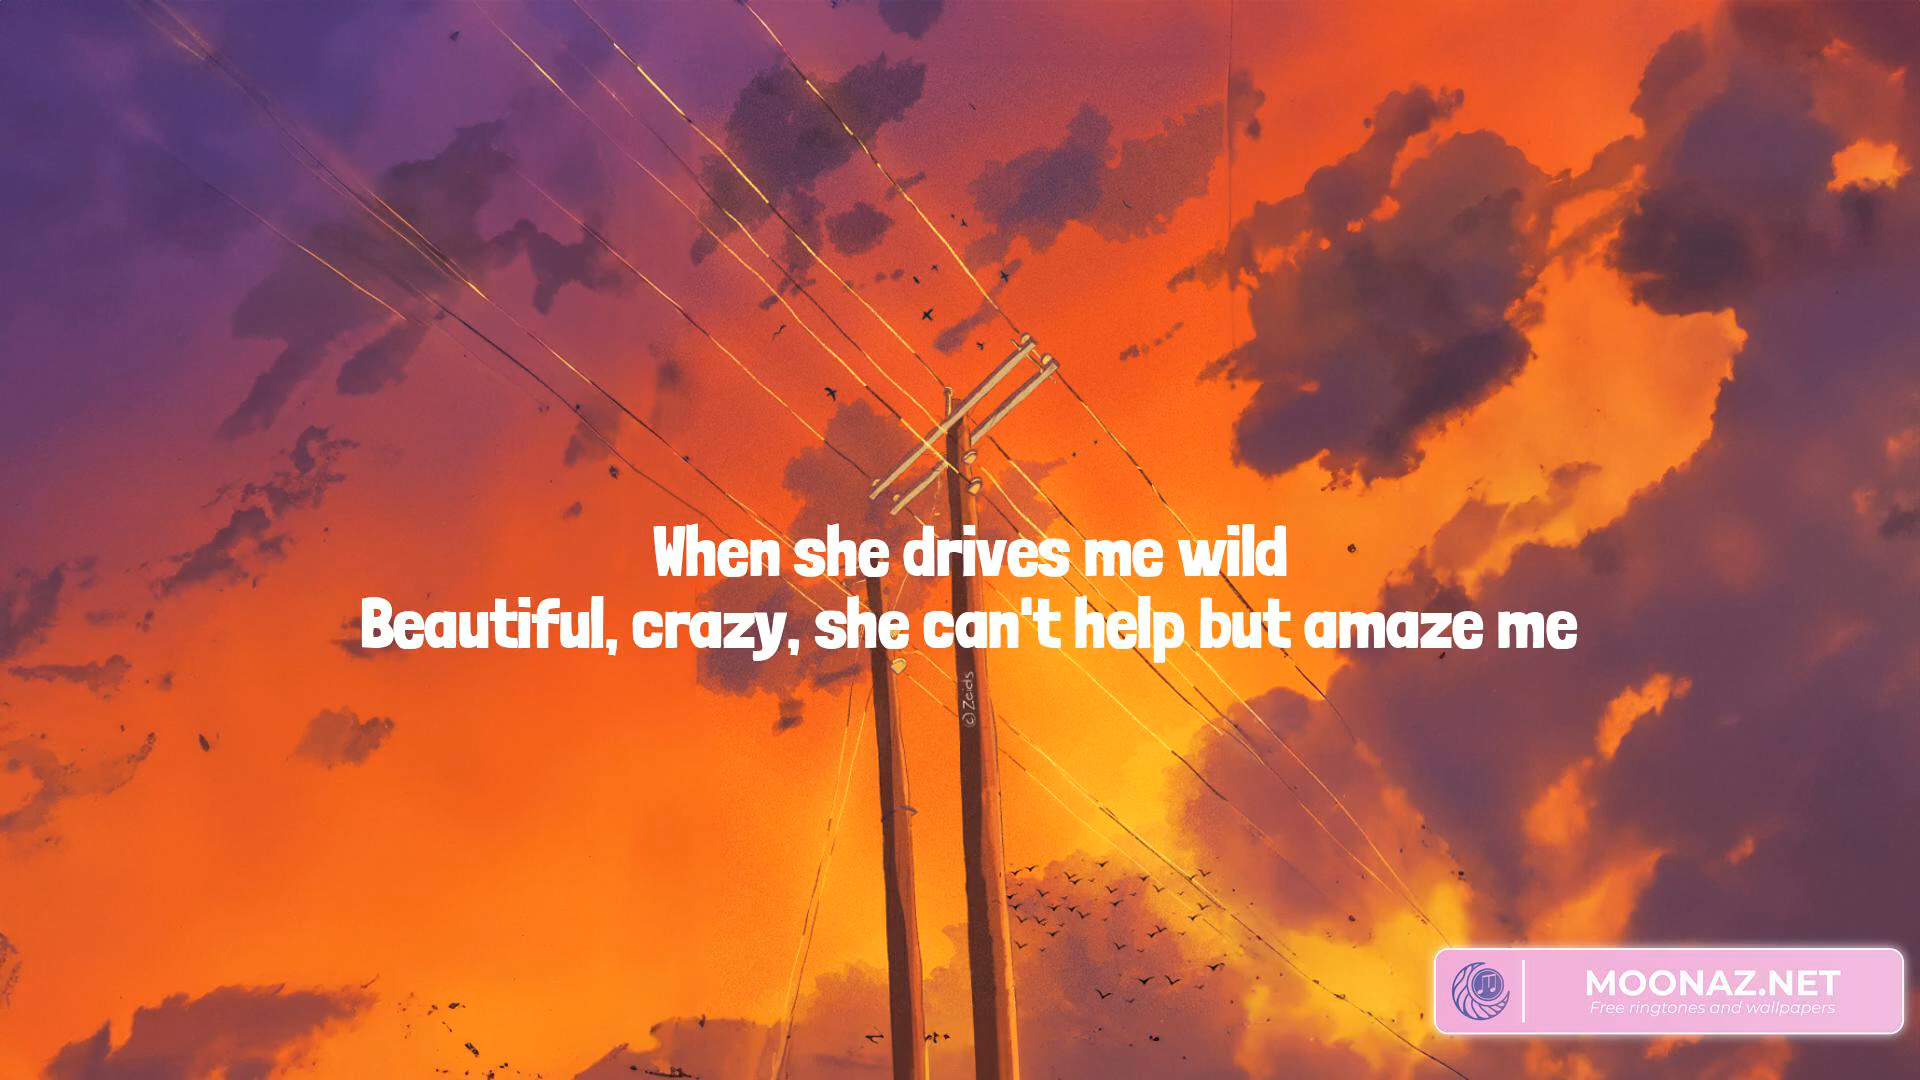 When she drives me wild
Beautiful, crazy, she can't help but amaze me
©Zcids
MOONAZ.NET
Free ringtones and wallpapers